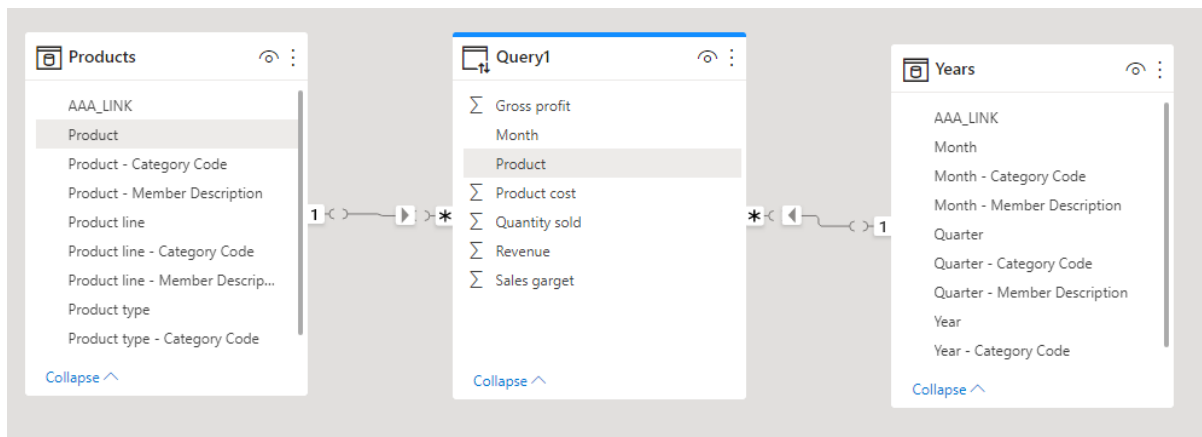 Products
AAA_LINK
Product
Product - Category Code
Product - Member Description
Product line
Product line - Category Code
Product line - Member Descrip...
Product type
Product type - Category Code
Collapse
1
*
Query1
Σ Gross profit
Month
Product
Σ Product cost
Σ Quantity sold
Σ Revenue
Σ Sales garget
Collapse
*
1
Years
AAA_LINK
Month
Month - Category Code
Month - Member Description
Quarter
Quarter - Category Code
Quarter - Member Description
Year
Year - Category Code
Collapse